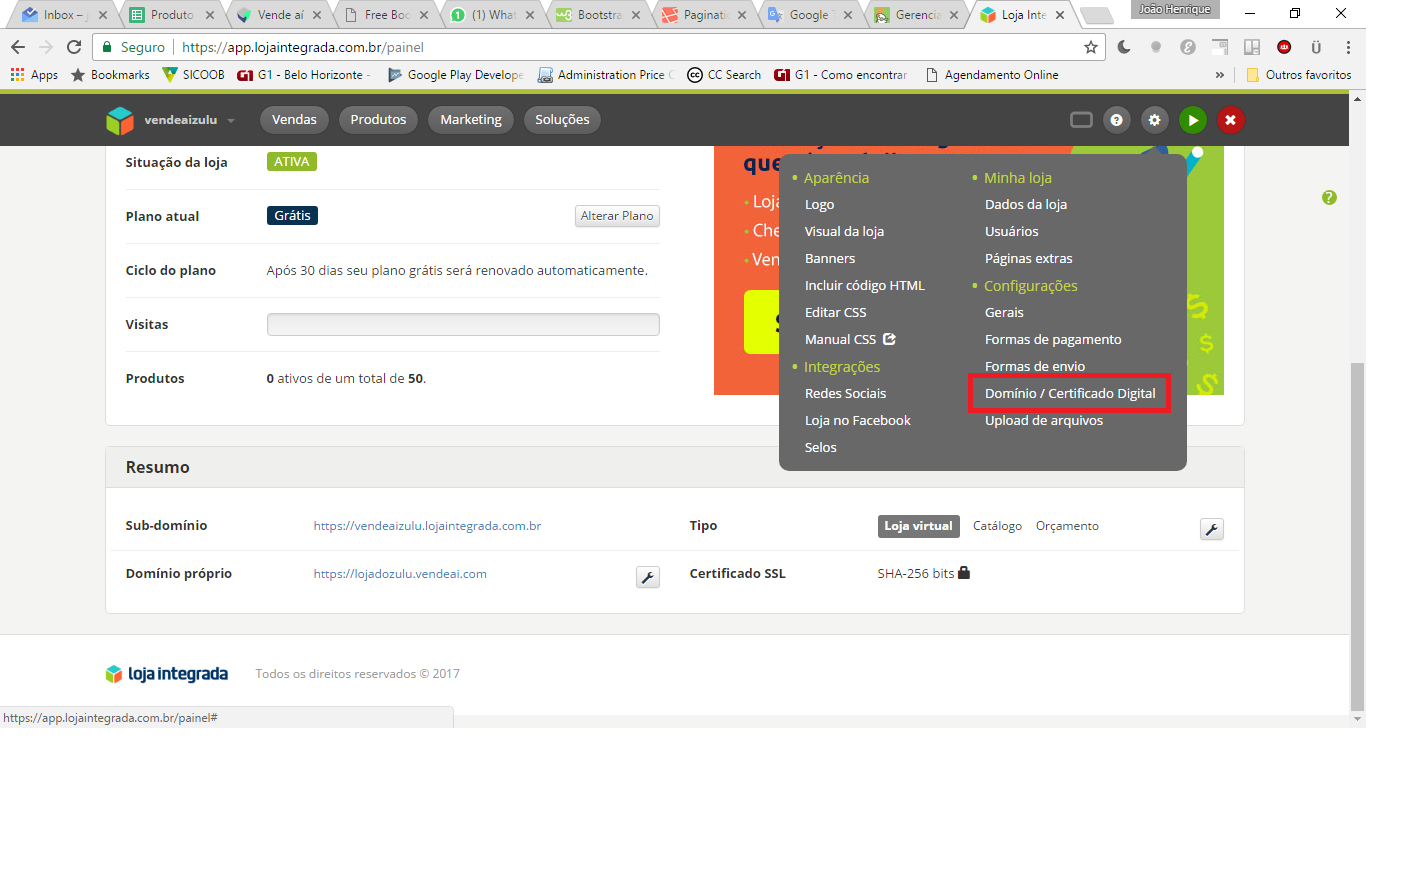 Inbox – j
Produto
Vende aí
Free Boo
(1) What
Bootstra
Paginati
Google T
Gerencia
Loja Inte
João Henrique
Seguro
https://app.lojaintegrada.com.br/painel
Apps
Bookmarks
SICOOB
G1 - Belo Horizonte -
Google Play Develope
Administration Price C
CC Search
G1 - Como encontrar
Agendamento Online
»
Outros favoritos
vendeaizulu
Vendas
Produtos
Marketing
Soluções
Situação da loja
ATIVA
Plano atual
Grátis
Alterar Plano
Ciclo do plano
Após 30 dias seu plano grátis será renovado automaticamente.
Visitas
Produtos
0 ativos de um total de 50.
que
• Loja
• Che
• Ven
• Aparência
Logo
Visual da loja
Banners
Incluir código HTML
Editar CSS
Manual CSS
• Integrações
Redes Sociais
Loja no Facebook
Selos
• Minha loja
Dados da loja
Usuários
Páginas extras
• Configurações
Gerais
Formas de pagamento
Formas de envio
Domínio / Certificado Digital
Upload de arquivos
Resumo
Sub-domínio
https://vendeaizulu.lojaintegrada.com.br
Tipo
Loja virtual
Catálogo
Orçamento
Domínio próprio
https://lojadozulu.vendeai.com
Certificado SSL
SHA-256 bits
loja integrada
Todos os direitos reservados © 2017
https://app.lojaintegrada.com.br/painel#